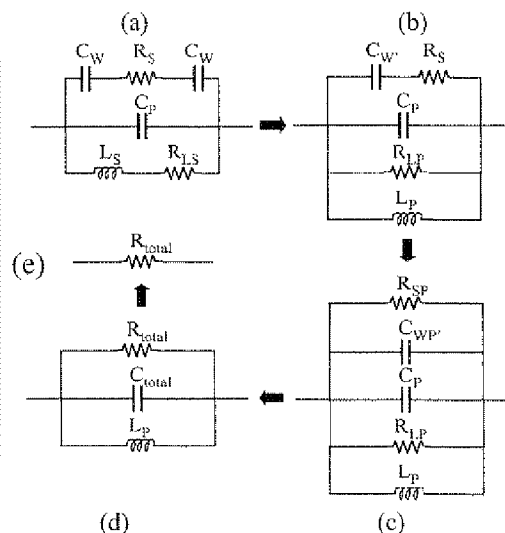 (a)
C_W R_S C_W
C_P
L_S R_LS
(b)
C_W' R_S
C_P
R_LP
L_P
R_SP
C_WP'
C_P
R_LP
L_P
(c)
R_total
C_total
L_P
(d)
(e) R_total